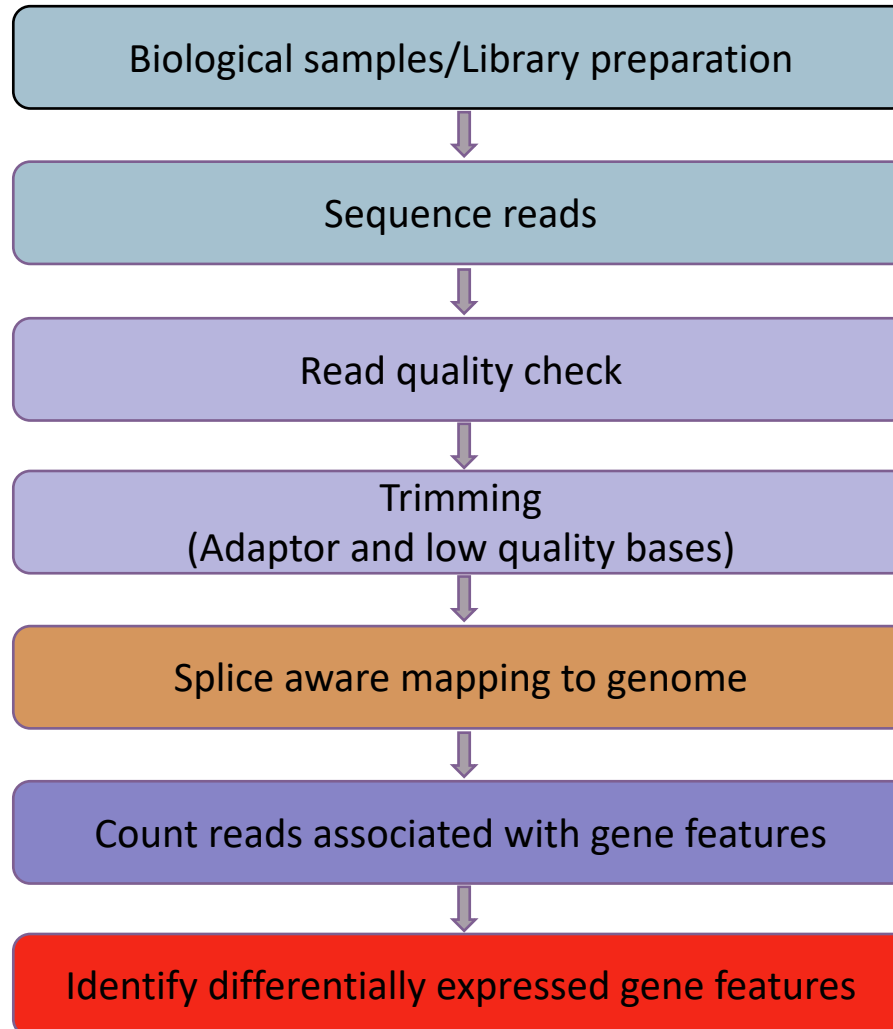 Biological samples/Library preparation
Sequence reads
Read quality check
Trimming
(Adaptor and low quality bases)
Splice aware mapping to genome
Count reads associated with gene features
Identify differentially expressed gene features